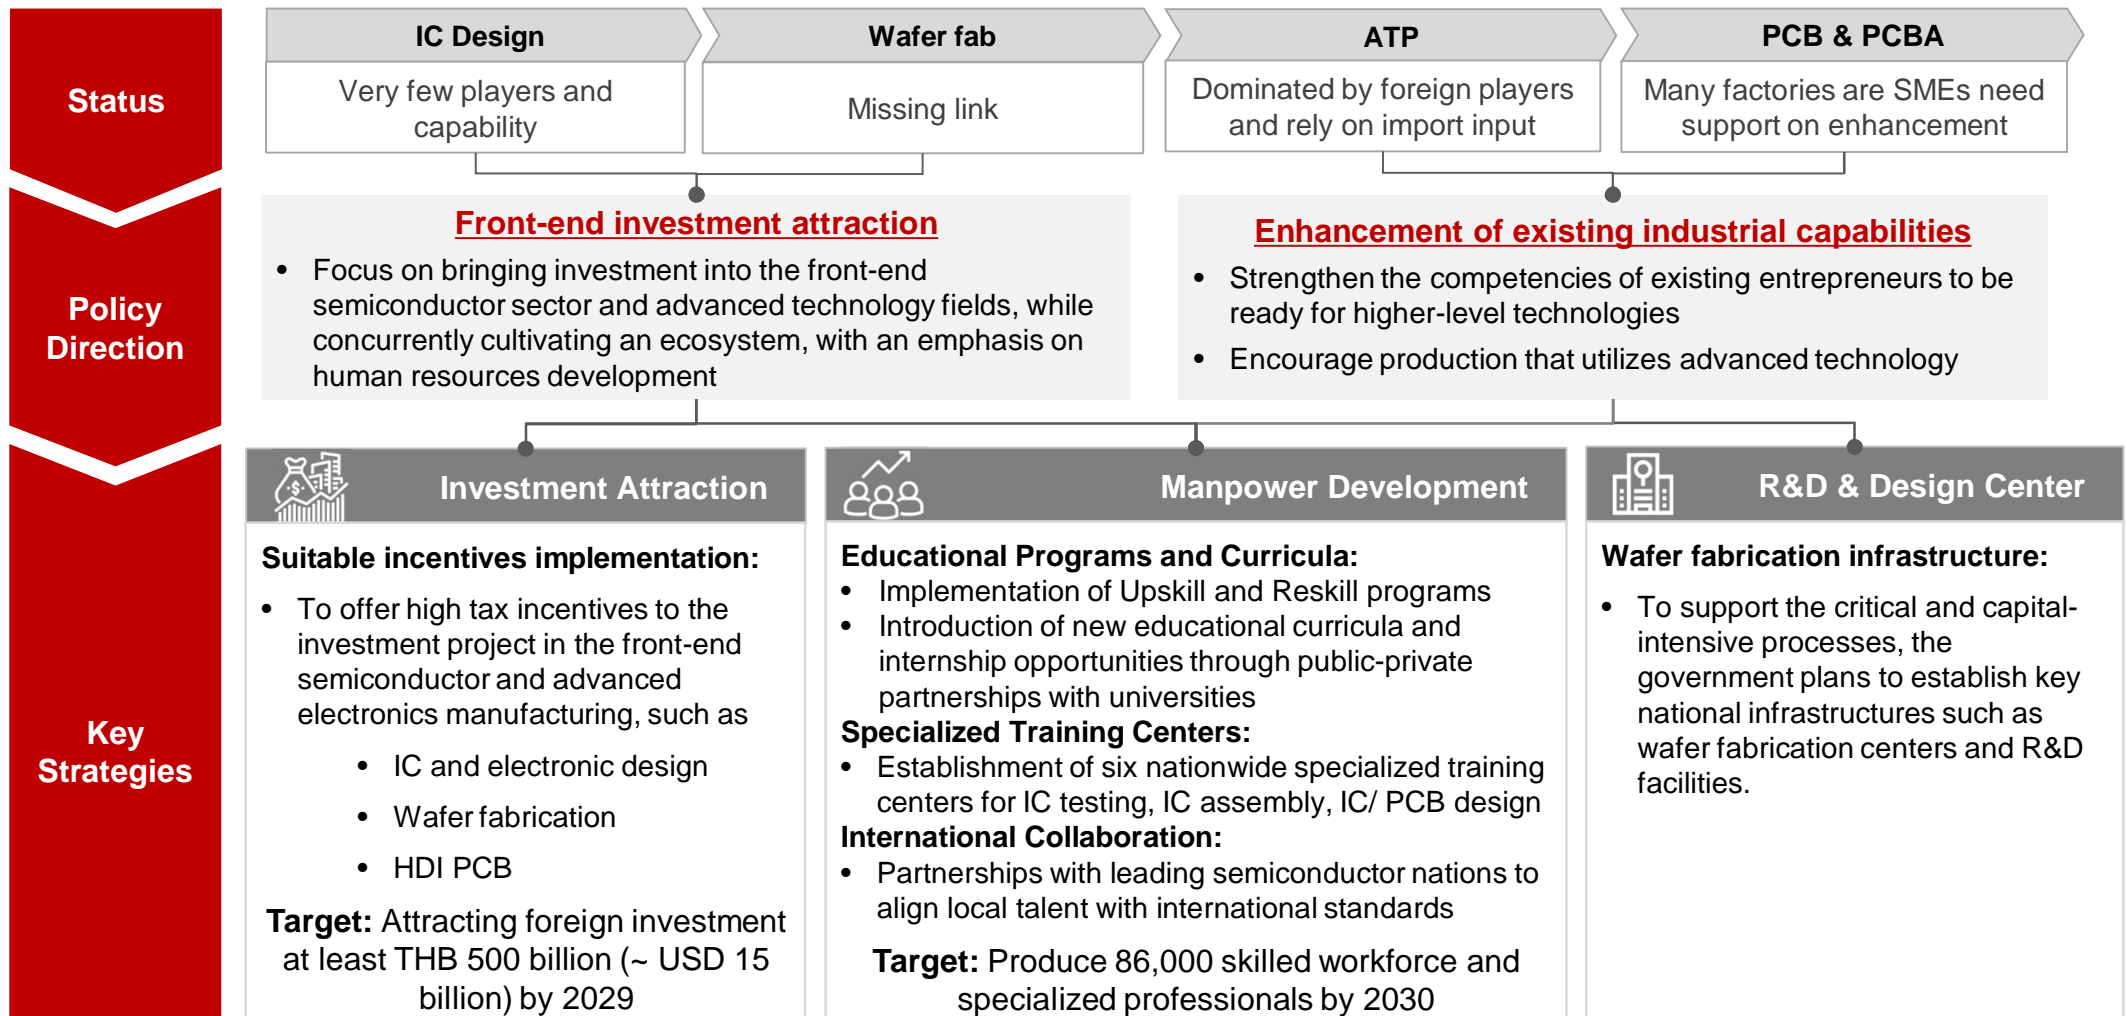 Status
IC Design
Wafer fab
ATP
PCB & PCBA
Very few players and
capability
Missing link
Dominated by foreign players
and rely on import input
Many factories are SMEs need
support on enhancement
Policy
Direction
Front-end investment attraction
• Focus on bringing investment into the front-end
semiconductor sector and advanced technology fields, while
concurrently cultivating an ecosystem, with an emphasis on
human resources development
Enhancement of existing industrial capabilities
• Strengthen the competencies of existing entrepreneurs to be
ready for higher-level technologies
• Encourage production that utilizes advanced technology
Key
Strategies
Investment Attraction
Suitable incentives implementation:
• To offer high tax incentives to the
investment project in the front-end
semiconductor and advanced
electronics manufacturing, such as
• IC and electronic design
• Wafer fabrication
• HDI PCB
Target: Attracting foreign investment
at least THB 500 billion (~ USD 15
billion) by 2029
Manpower Development
Educational Programs and Curricula:
• Implementation of Upskill and Reskill programs
• Introduction of new educational curricula and
internship opportunities through public-private
partnerships with universities
Specialized Training Centers:
• Establishment of six nationwide specialized training
centers for IC testing, IC assembly, IC/ PCB design
International Collaboration:
• Partnerships with leading semiconductor nations to
align local talent with international standards
Target: Produce 86,000 skilled workforce and
specialized professionals by 2030
R&D & Design Center
Wafer fabrication infrastructure:
• To support the critical and capital-
intensive processes, the
government plans to establish key
national infrastructures such as
wafer fabrication centers and R&D
facilities.